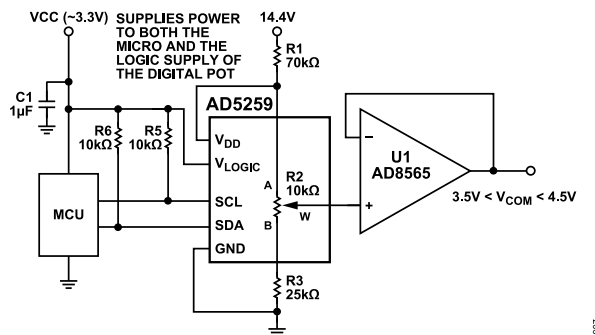 VCC (~3.3V)
SUPPLIES POWER
TO BOTH THE
MICRO AND THE
LOGIC SUPPLY OF
THE DIGITAL POT
14.4V
R1
70kΩ
C1
1µF
R6
10kΩ
R5
10kΩ
AD5259
VDD
VLOGIC
SCL
SDA
GND
MCU
A
R2
10kΩ
B
W
R3
25kΩ
−
+
U1
AD8565
3.5V < VCOM < 4.5V